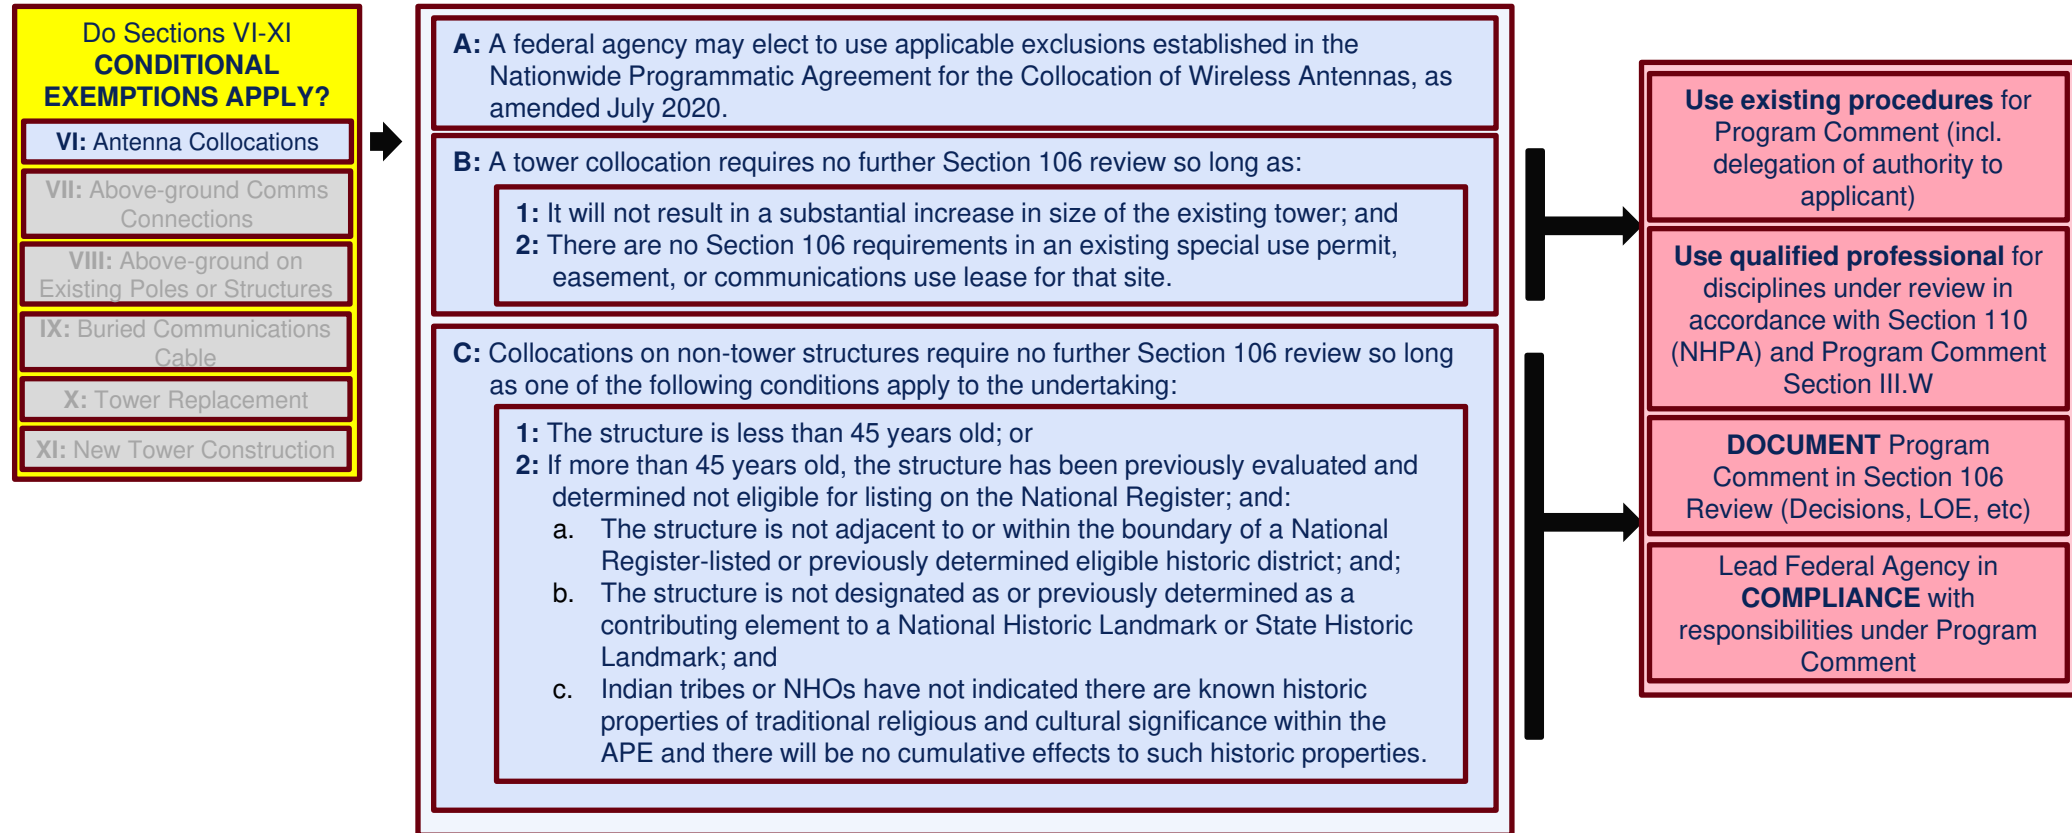 Do Sections VI-XI
CONDITIONAL
EXEMPTIONS APPLY?
VI: Antenna Collocations
VII: Above-ground Comms
Connections
VIII: Above-ground on
Existing Poles or Structures
IX: Buried Communications
Cable
X: Tower Replacement
XI: New Tower Construction
A: A federal agency may elect to use applicable exclusions established in the
Nationwide Programmatic Agreement for the Collocation of Wireless Antennas, as
amended July 2020.
B: A tower collocation requires no further Section 106 review so long as:
1: It will not result in a substantial increase in size of the existing tower; and
2: There are no Section 106 requirements in an existing special use permit,
easement, or communications use lease for that site.
C: Collocations on non-tower structures require no further Section 106 review so long
as one of the following conditions apply to the undertaking:
1: The structure is less than 45 years old; or
2: If more than 45 years old, the structure has been previously evaluated and
determined not eligible for listing on the National Register; and:
a. The structure is not adjacent to or within the boundary of a National
Register-listed or previously determined eligible historic district; and;
b. The structure is not designated as or previously determined as a
contributing element to a National Historic Landmark or State Historic
Landmark; and
c. Indian tribes or NHOs have not indicated there are known historic
properties of traditional religious and cultural significance within the
APE and there will be no cumulative effects to such historic properties.
Use existing procedures for
Program Comment (incl.
delegation of authority to
applicant)
Use qualified professional for
disciplines under review in
accordance with Section 110
(NHPA) and Program Comment
Section III.W
DOCUMENT Program
Comment in Section 106
Review (Decisions, LOE, etc)
Lead Federal Agency in
COMPLIANCE with
responsibilities under Program
Comment